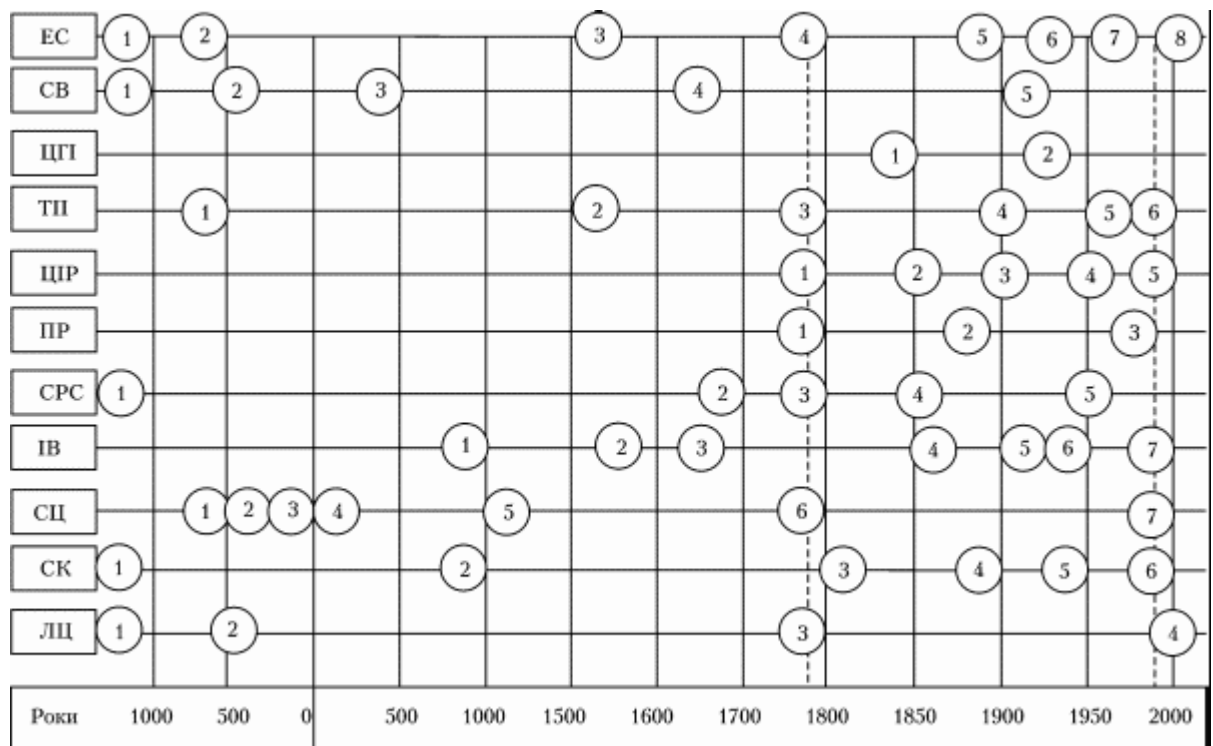 ЕС 1 2 3 4 5 6 7 8
СВ 1 2 3 4 5
ЦГІ 1 2
ТП 1 2 3 4 5 6
ЦІР 1 2 3 4 5
ПР 1 2 3
СРС 1 2 3 4 5
ІВ 1 2 3 4 5 6 7
СЦ 1 2 3 4 5 6 7
СК 1 2 3 4 5 6
ЛЦ 1 2 3 4
Роки 1000 500 0 500 1000 1500 1600 1700 1800 1850 1900 1950 2000